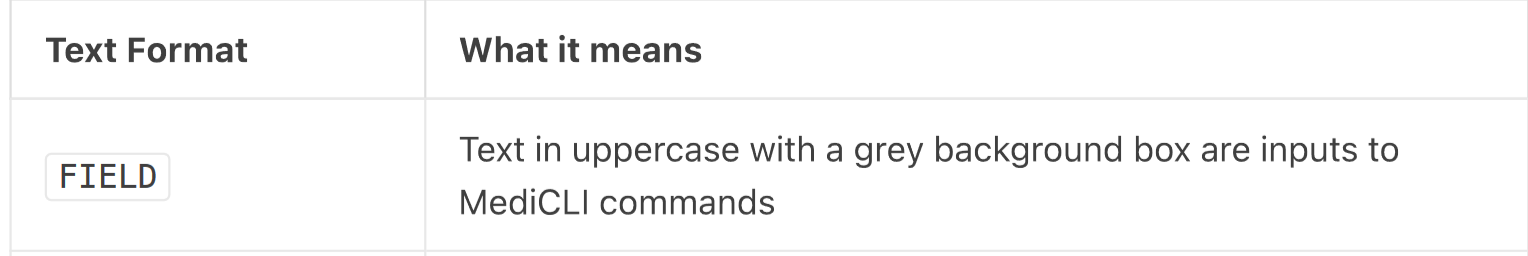 Text Format
What it means
FIELD
Text in uppercase with a grey background box are inputs to
MediCLI commands